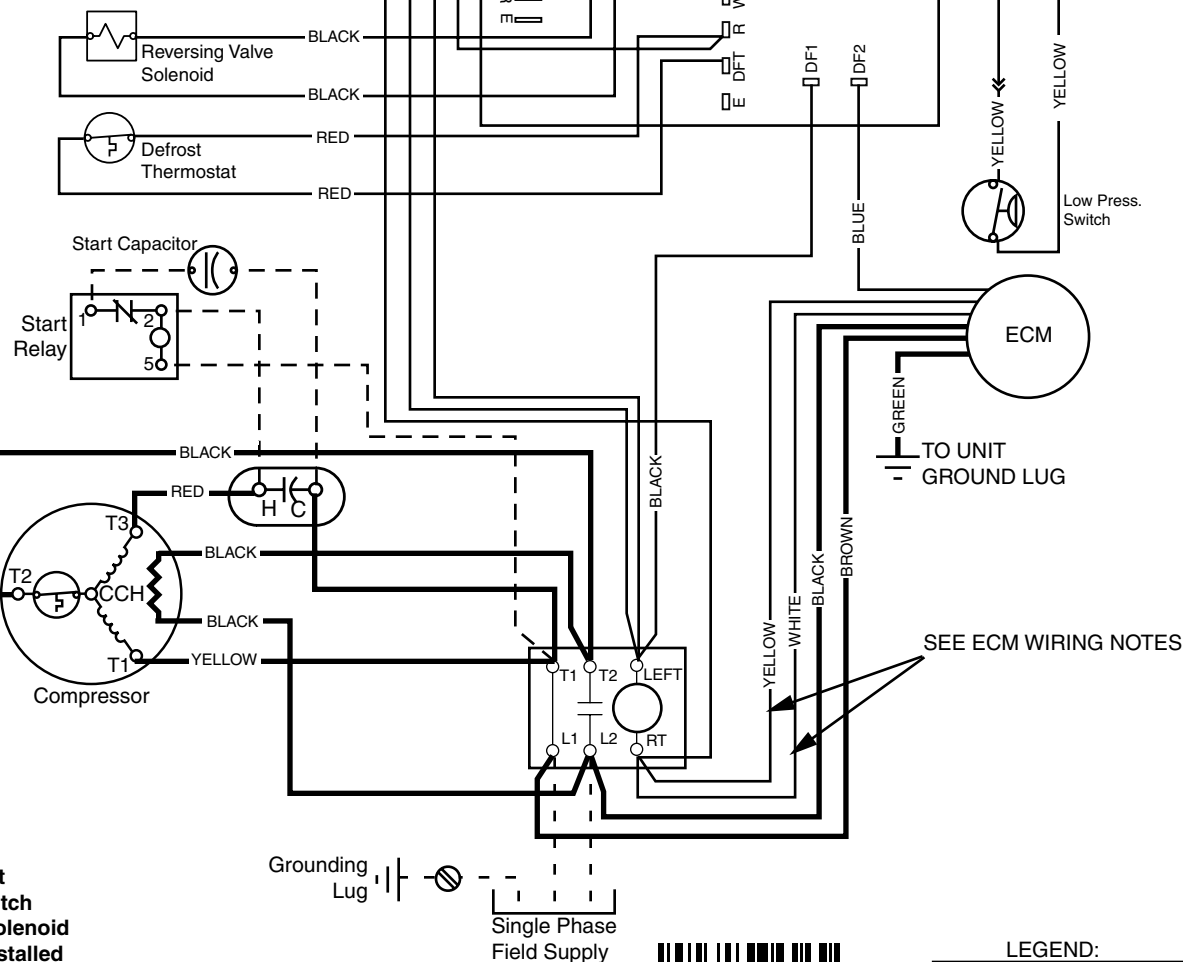 R E
W
BLACK
R
Reversing Valve
Solenoid
DFT
DF1
DF2
YELLOW
BLACK
E
YELLOW
RED
Defrost
Thermostat
RED
Low Press.
Switch
BLUE
Start Capacitor
1
2
Start
Relay
5
ECM
GREEN
BLACK
TO UNIT
GROUND LUG
BLACK
RED
H C
T3
BLACK
BROWN
BLACK
T2
CCH
BLACK
YELLOW
WHITE
SEE ECM WIRING NOTES
T1
YELLOW
Compressor
T1
T2
LEFT
L1
L2
RT
Grounding
Lug
t
tch
olenoid
stalled
Single Phase
Field Supply
LEGEND: